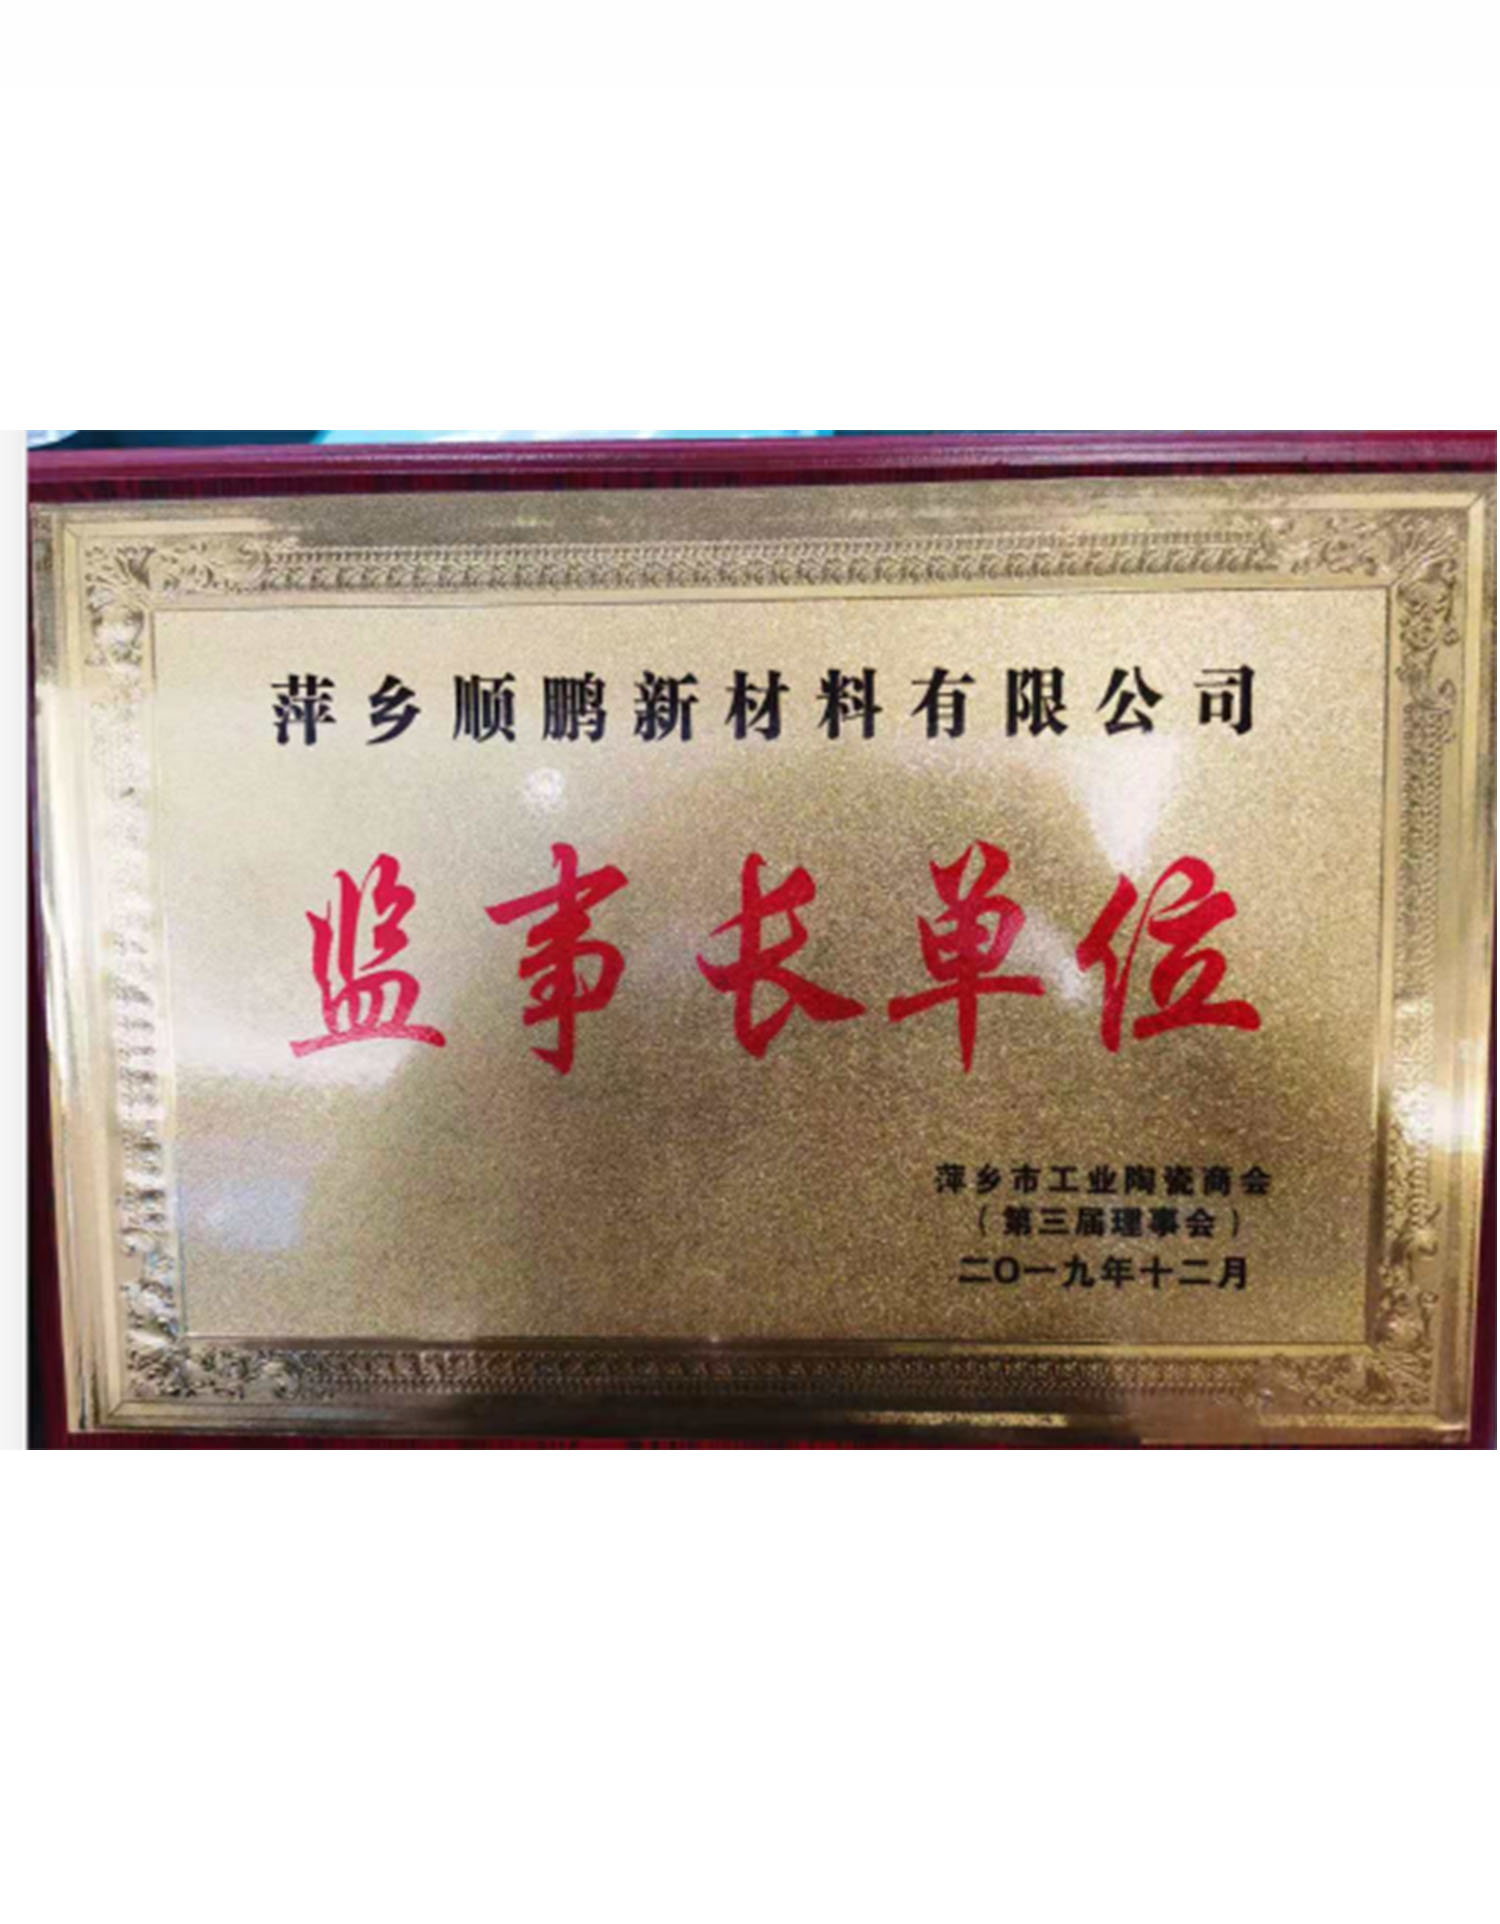 萍乡顺鹏新材料有限公司
监事长单位
萍乡市工业陶瓷商会
（第三届理事会）
二〇一九年十二月